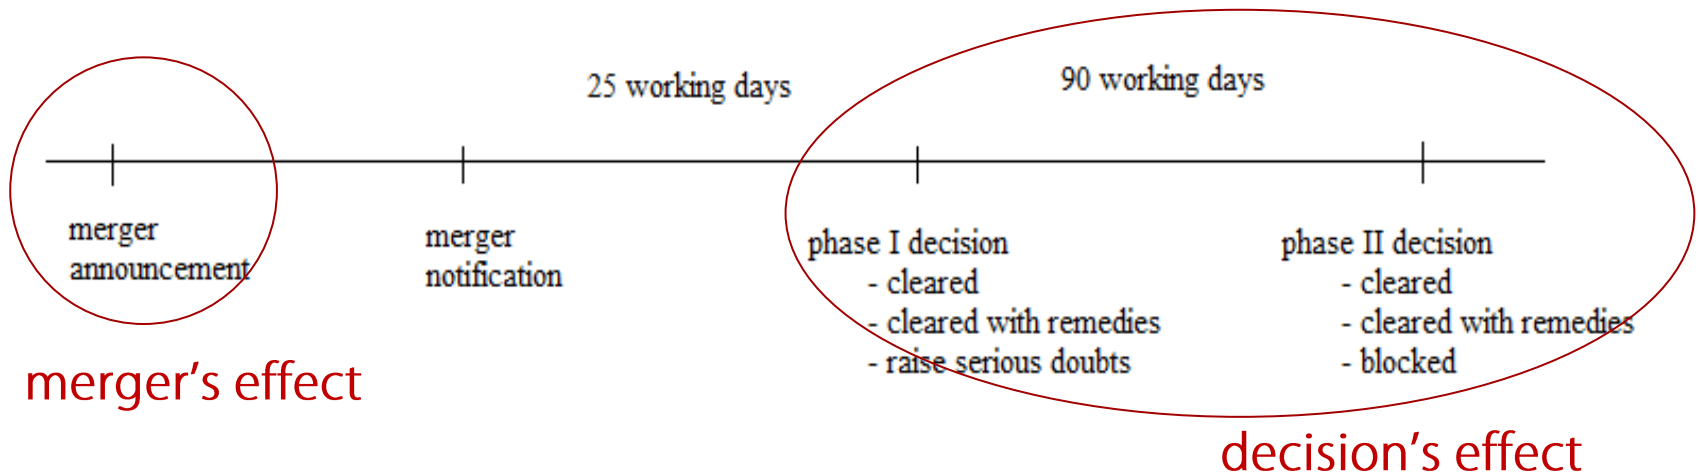 25 working days
90 working days
merger
announcement
merger
notification
phase I decision
- cleared
- cleared with remedies
- raise serious doubts
phase II decision
- cleared
- cleared with remedies
- blocked
merger’s effect
decision’s effect